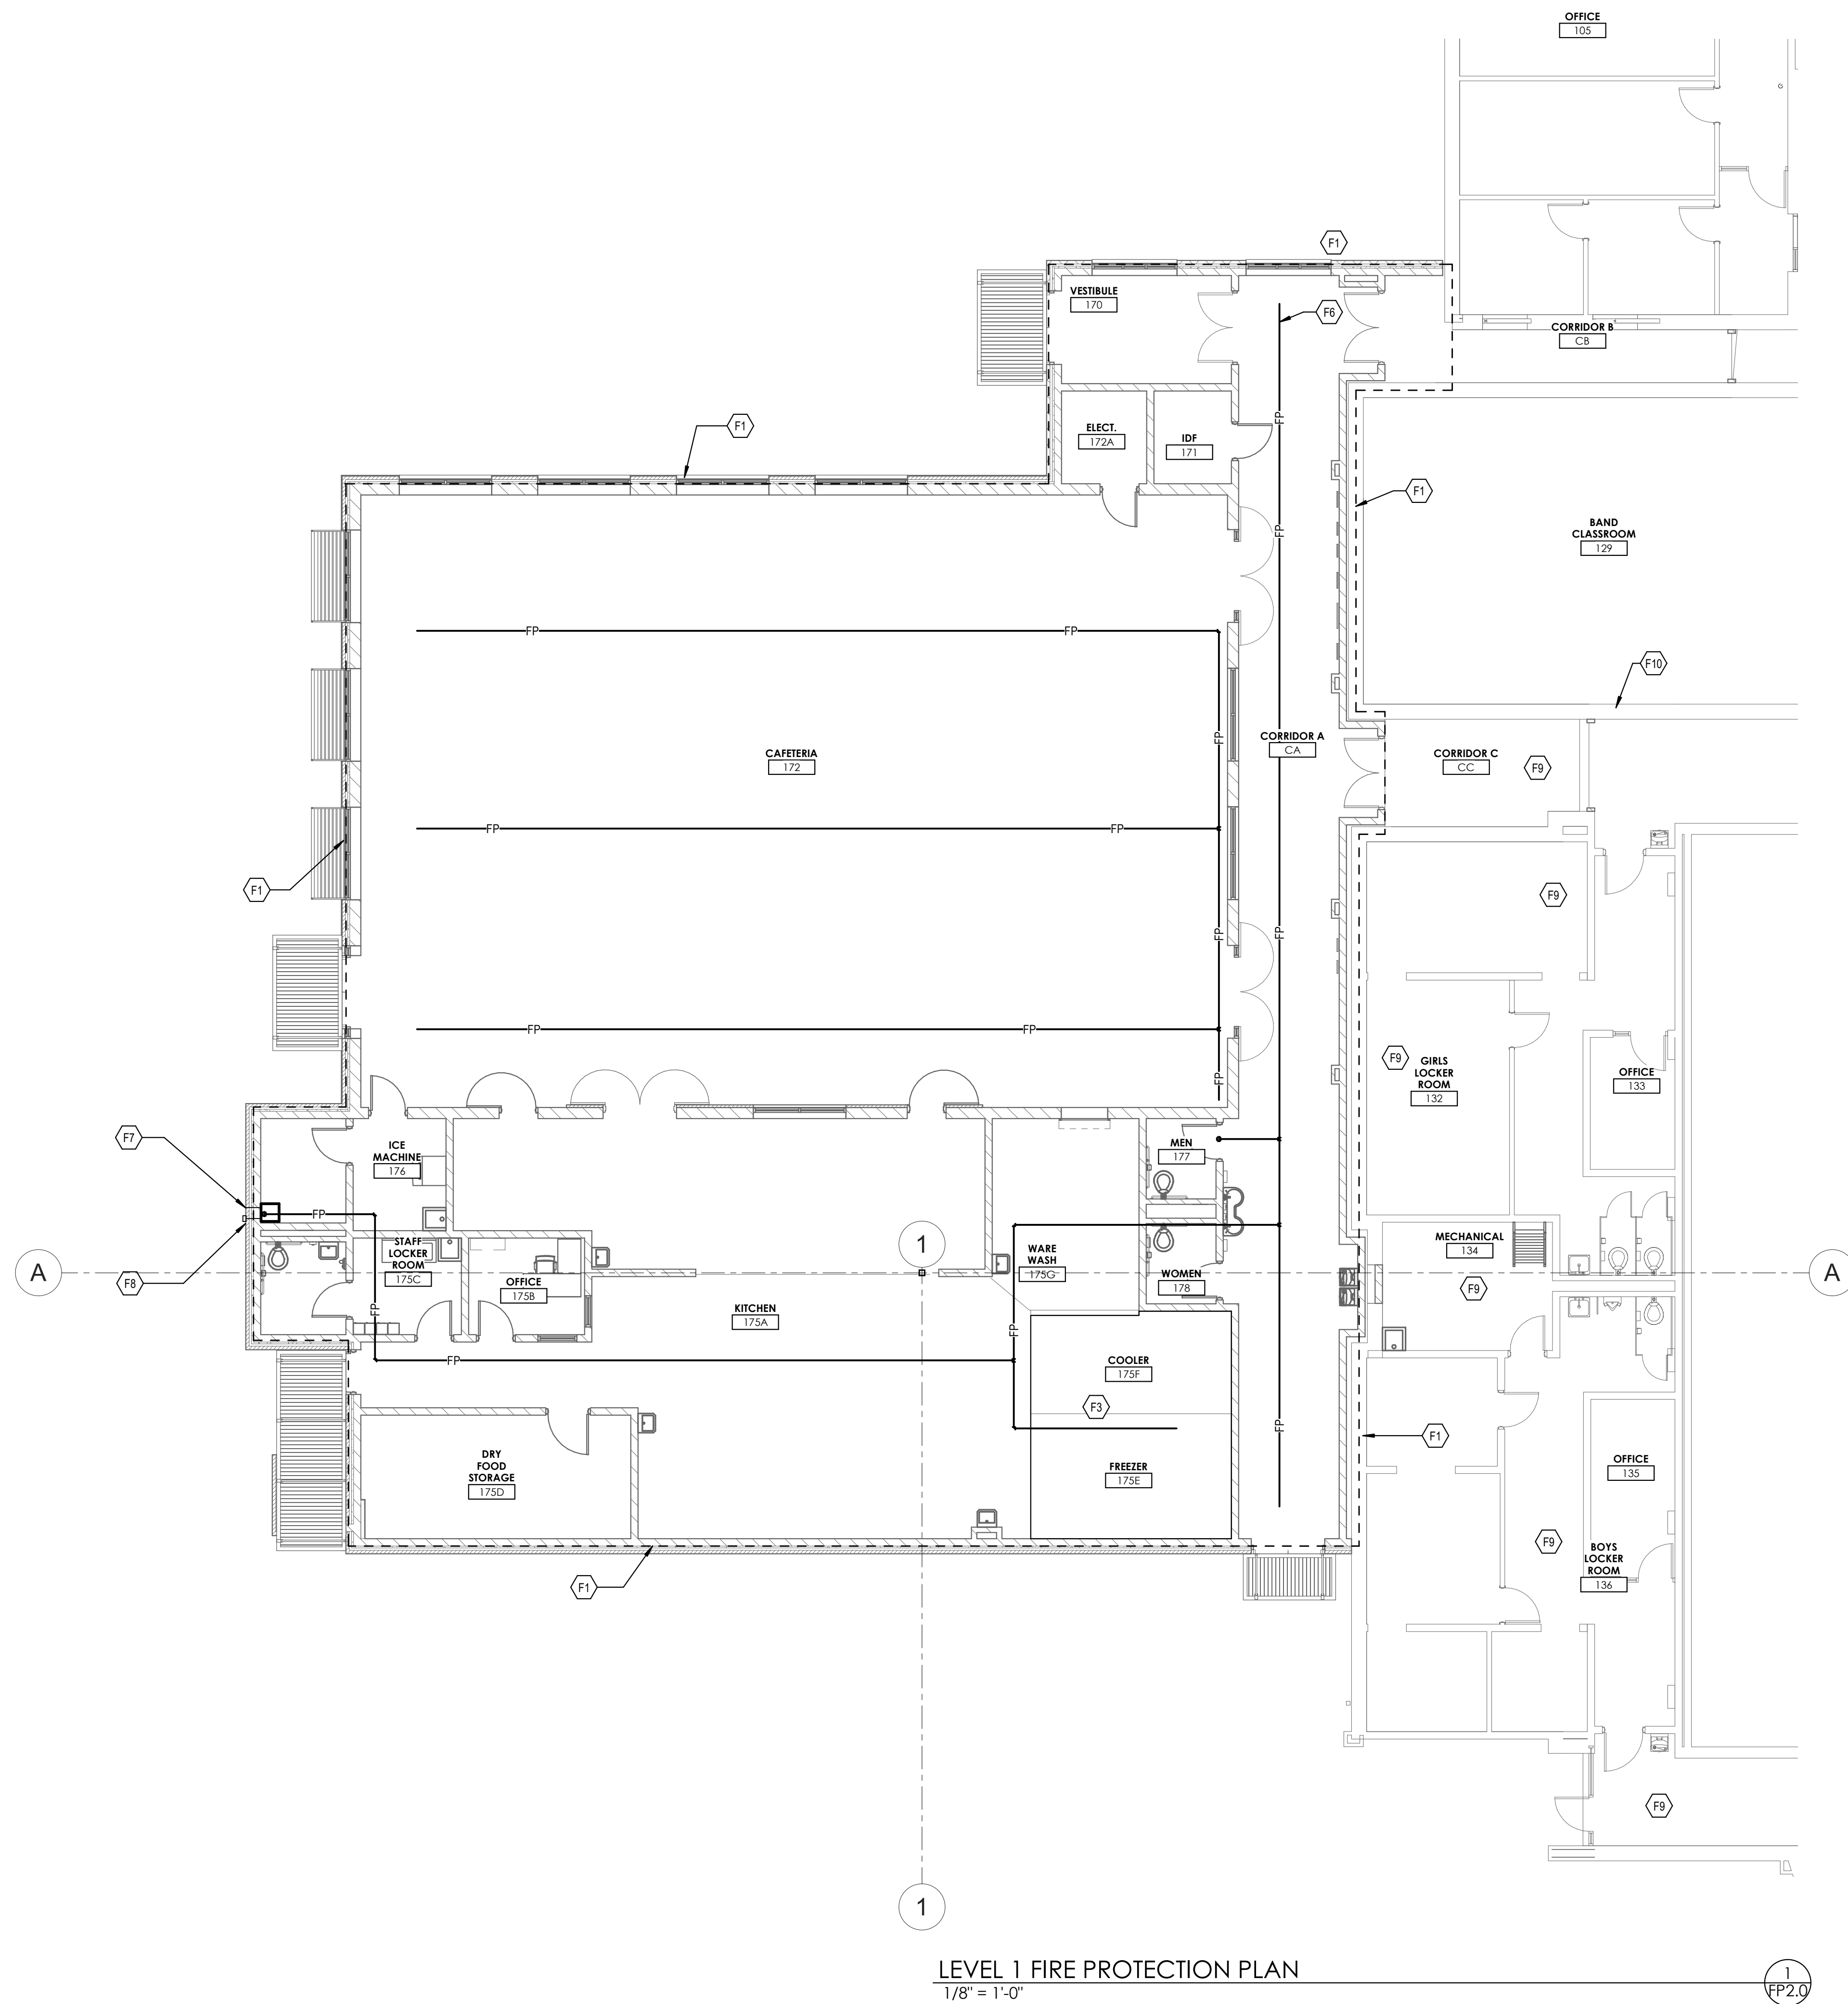 OFFICE
105
F1
VESTIBULE
170
F6
CORRIDOR B
CB
FP
F1
ELECT.
172A
IDF
171
F1
BAND
CLASSROOM
129
FP
FP
FP
F10
FP
CAFETERIA
172
CORRIDOR A
CA
CORRIDOR C
CC
F9
FP
FP
F1
F9
FP
FP
FP
FP
F9
GIRLS
LOCKER
ROOM
132
OFFICE
133
FP
F7
ICE
MACHINE
176
MEN
177
FP
A
F8
STAFF
LOCKER
ROOM
175C
OFFICE
175B
1
WARE
WASH
175G
WOMEN
178
MECHANICAL
134
F9
A
FP
KITCHEN
175A
FP
FP
COOLER
175F
F3
FP
F1
DRY
FOOD
STORAGE
175D
FREEZER
175E
OFFICE
135
F9
BOYS
LOCKER
ROOM
136
F1
F9
1
LEVEL 1 FIRE PROTECTION PLAN
1/8" = 1'-0"
1
FP2.0